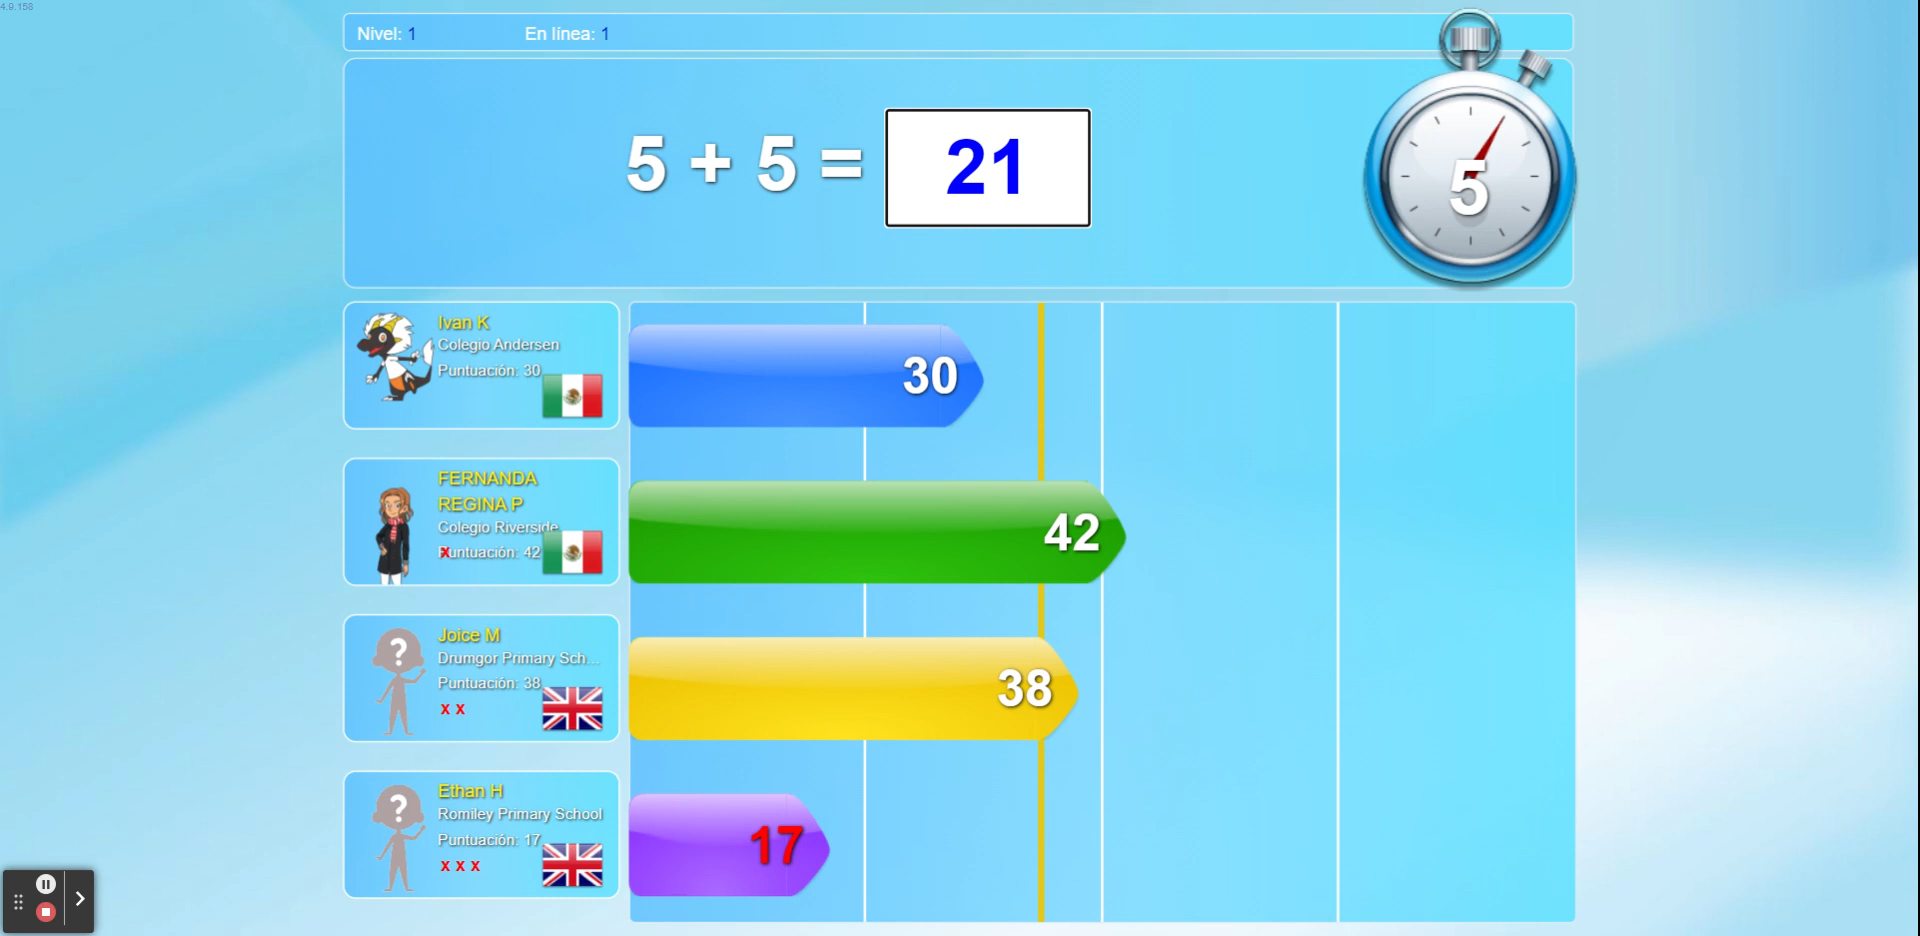 4.9.158
Nivel: 1
En línea: 1
5 + 5 = 21
5
Ivan K
Colegio Andersen
Puntuación: 30
30
FERNANDA
REGINA P
Colegio Riverside
Puntuación: 42
x
42
?
Joice M
Drumgor Primary Sch...
Puntuación: 38
x x
38
?
Ethan H
Romiley Primary School
Puntuación: 17
x x x
17